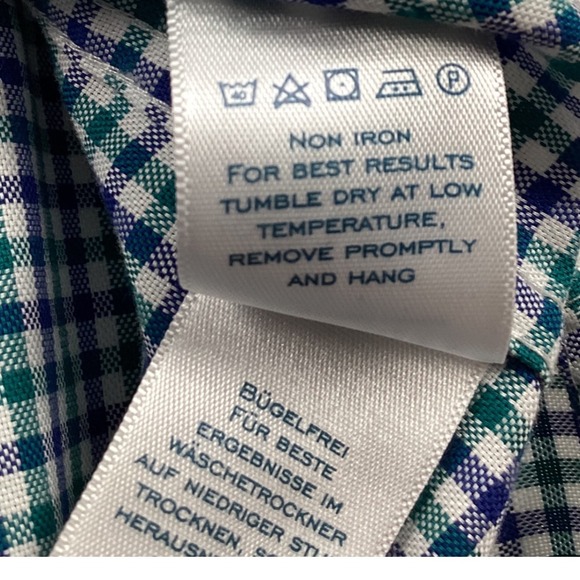 40 P
NON IRON
FOR BEST RESULTS
TUMBLE DRY AT LOW
TEMPERATURE,
REMOVE PROMPTLY
AND HANG
BÜGELFREI
FÜR BESTE
ERGEBNISSE IM
WÄSCHETROCKNER
AUF NIEDRIGER
TROCKNEN,